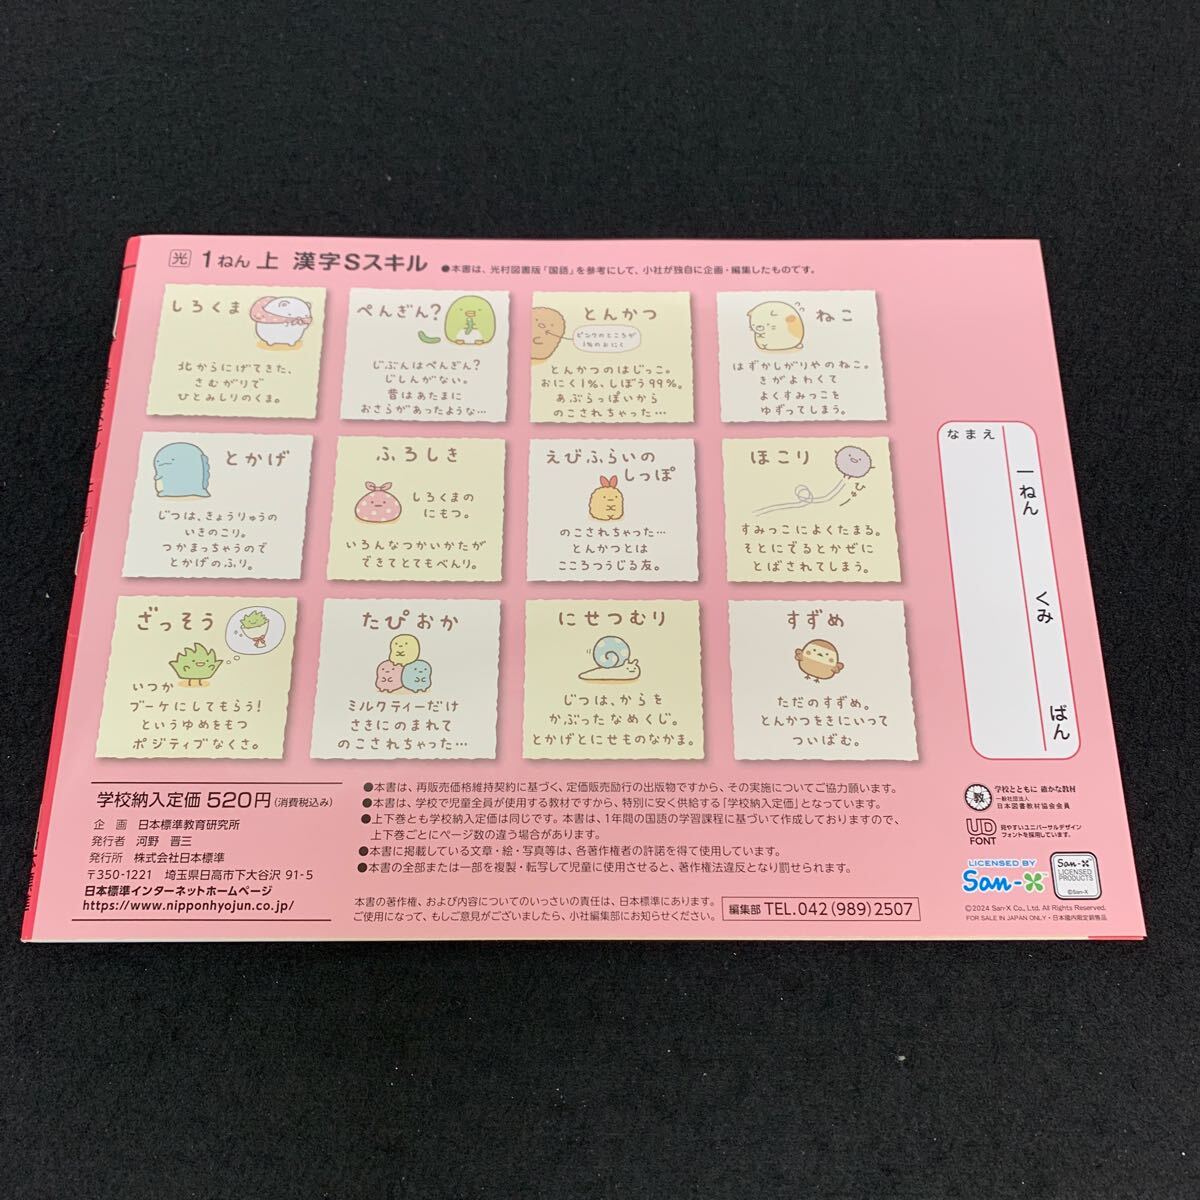 光 1ねん 上 漢字Sスキル ●本書は、光村図書版「国語」を参考にして、小社が独自に企画・編集したものです。
しろくま
北からにげてきた、
さむがりで
ひとみしりのくま。
ぺんぎん?
じぶんはぺんぎん?
じしんがない。
昔はあたまに
おさらがあったような…
とんかつ
ピンクのところが
1%のおにく
とんかつのはじっこ。
おにく1%、しぼう99%。
あぶらっぽいから
のこされちゃった…
ねこ
はずかしがりやのねこ。
きがよわくて
よくすみっこを
ゆずってしまう。
とかげ
じつは、きょうりゅうの
いきのこり。
つかまっちゃうので
とかげのふり。
ふろしき
しろくまの
にもつ。
いろんなつかいかたが
できてとてもべんり。
えびふらいの
しっぽ
のこされちゃった…
とんかつとは
こころつうじる友。
ほこり
ひゅ〜
すみっこによくたまる。
そとにでるとかぜに
とばされてしまう。
ざっそう
いつか
ブーケにしてもらう!
というゆめをもつ
ポジティブなくさ。
たぴおか
ミルクティーだけ
さきにのまれて
のこされちゃった…
にせつむり
じつは、からを
かぶったなめくじ。
とかげとにせものなかま。
すずめ
ただのすずめ。
とんかつをきにいって
ついばむ。
なまえ
一ねん
くみ
ばん
学校納入定価 520円(消費税込み)
企 画 日本標準教育研究所
発行者 河野 晋三
発行所 株式会社日本標準
〒350-1221 埼玉県日高市下大谷沢 91-5
日本標準インターネットホームページ
https://www.nipponhyojun.co.jp/
●本書は、再販売価格維持契約に基づく、定価販売励行の出版物ですから、その実施についてご協力願います。
●本書は、学校で児童全員が使用する教材ですから、特別に安く供給する「学校納入定価」となっています。
●上下巻とも学校納入定価は同じです。本書は、1年間の国語の学習課程に基づいて作成しておりますので、
上下巻ごとにページ数の違う場合があります。
●本書に掲載している文章・絵・写真等は、各著作権者の許諾を得て使用しています。
●本書の全部または一部を複製・転写して児童に使用させると、著作権法違反となり罰せられます。
本書の著作権、および内容についてのいっさいの責任は、日本標準にあります。
ご使用になって、もしご意見がございましたら、小社編集部にお知らせください。
編集部 TEL.042(989)2507
教
学校とともに 確かな教材
一般社団法人
日本図書教材協会会員
UD
FONT
見やすいユニバーサルデザイン
フォントを採用しています。
LICENSED BY
San-X
San-X
LICENSED
PRODUCTS
©San-X
©2024 San-X Co., Ltd. All Rights Reserved.
FOR SALE IN JAPAN ONLY・日本国内限定販売品